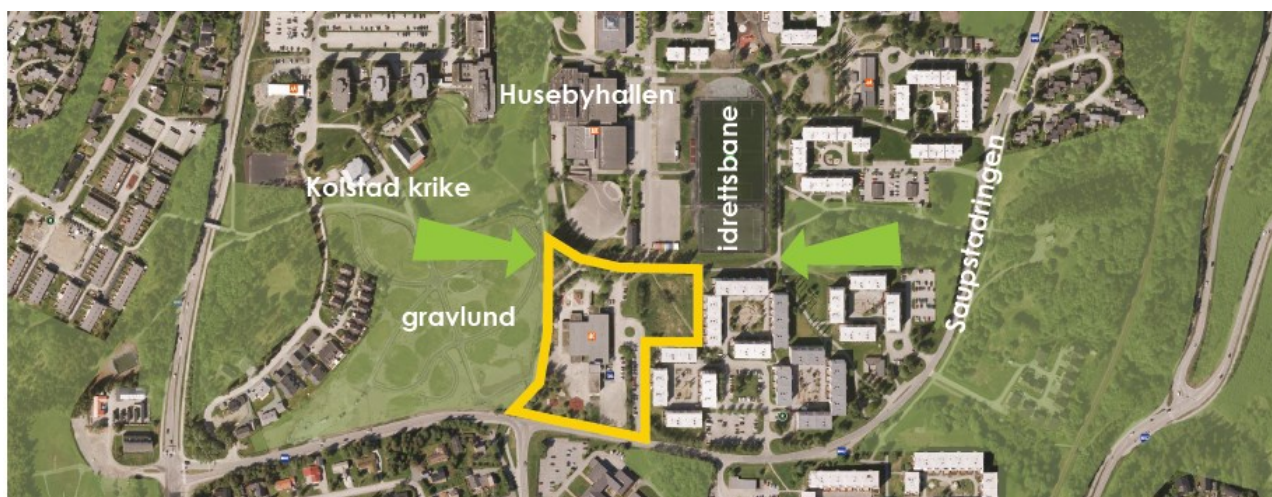 Husebyhallen
idrettsbane
Kolstad krike
Saupstadringen
gravlund